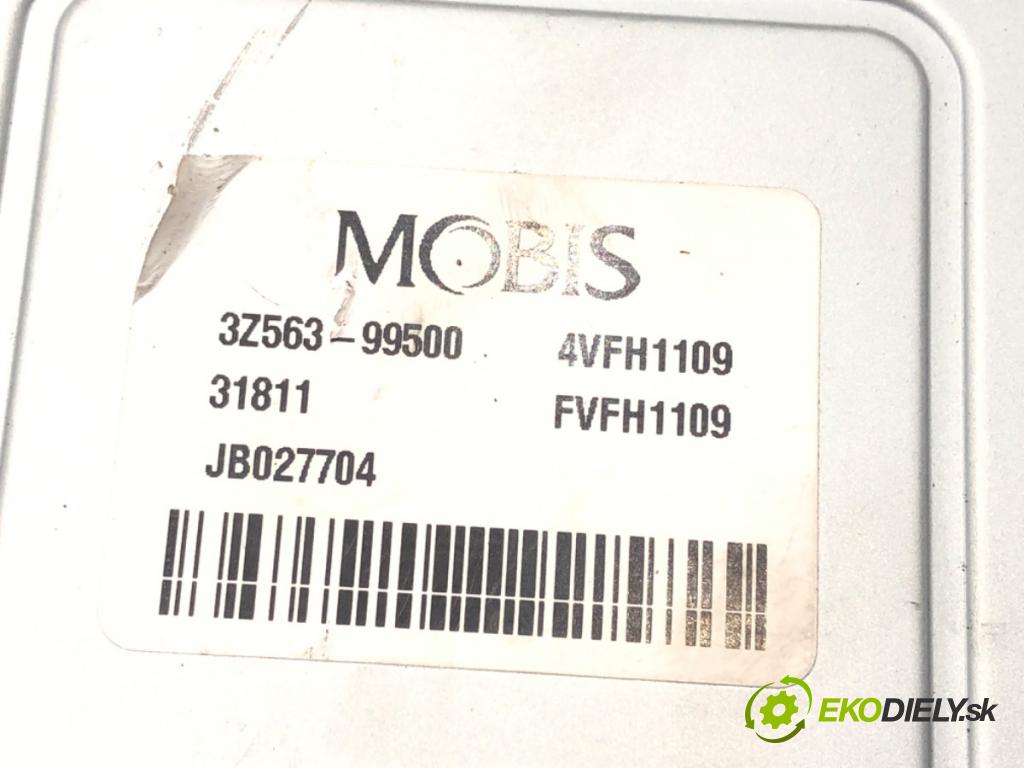 MOBIS
3Z563-99500 4VFH1109
31811 FVFH1109
JB027704
EKODIELY.sk